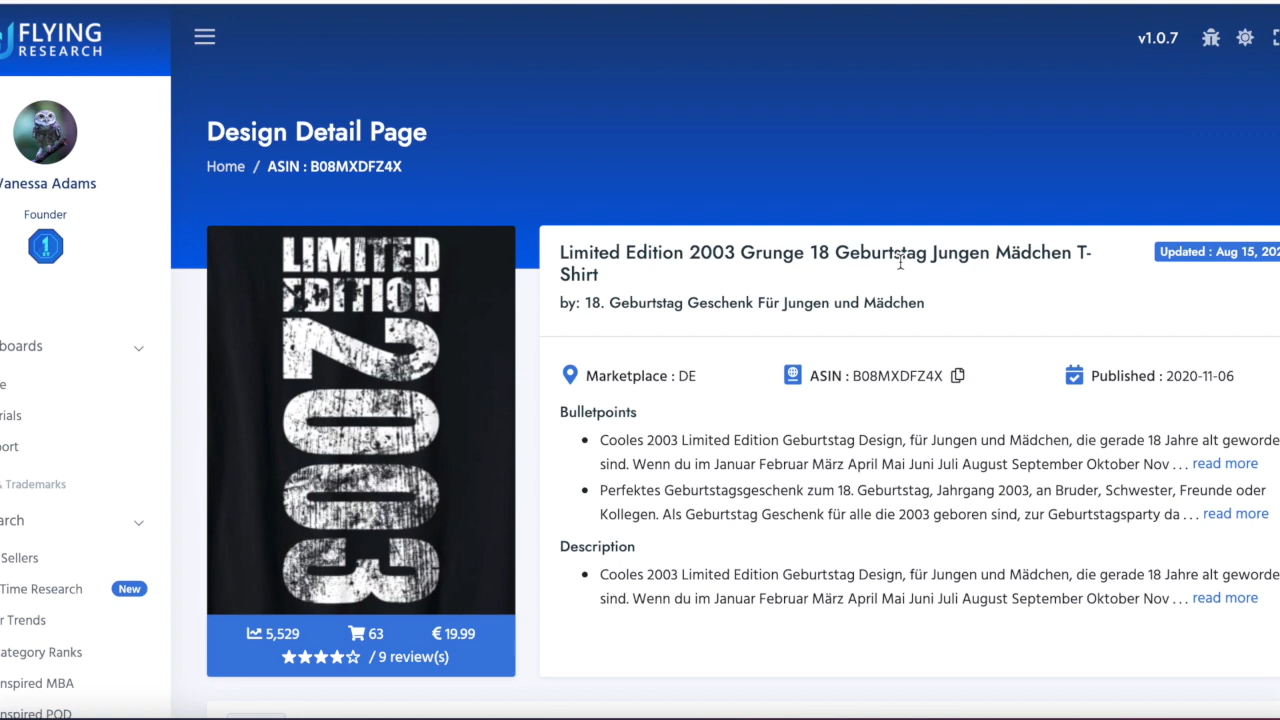 FLYING
RESEARCH
v1.0.7
Vanessa Adams
Founder
1
Design Detail Page
Home / ASIN : B08MXDFZ4X
LIMITED
EDITION
2003
5,529 63 € 19.99
/ 9 review(s)
Limited Edition 2003 Grunge 18 Geburtstag Jungen Mädchen T-
Shirt
Updated : Aug 15, 202
by: 18. Geburtstag Geschenk Für Jungen und Mädchen
Marketplace : DE
ASIN : B08MXDFZ4X
Published : 2020-11-06
Bulletpoints
Cooles 2003 Limited Edition Geburtstag Design, für Jungen und Mädchen, die gerade 18 Jahre alt geworde
sind. Wenn du im Januar Februar März April Mai Juni Juli August September Oktober Nov ... read more
Perfektes Geburtstagsgeschenk zum 18. Geburtstag, Jahrgang 2003, an Bruder, Schwester, Freunde oder
Kollegen. Als Geburtstag Geschenk für alle die 2003 geboren sind, zur Geburtstagsparty da ... read more
Description
Cooles 2003 Limited Edition Geburtstag Design, für Jungen und Mädchen, die gerade 18 Jahre alt geworde
sind. Wenn du im Januar Februar März April Mai Juni Juli August September Oktober Nov ... read more
boards
e
rials
ort
& Trademarks
arch
Sellers
Time Research New
r Trends
ategory Ranks
nspired MBA
nspired POD